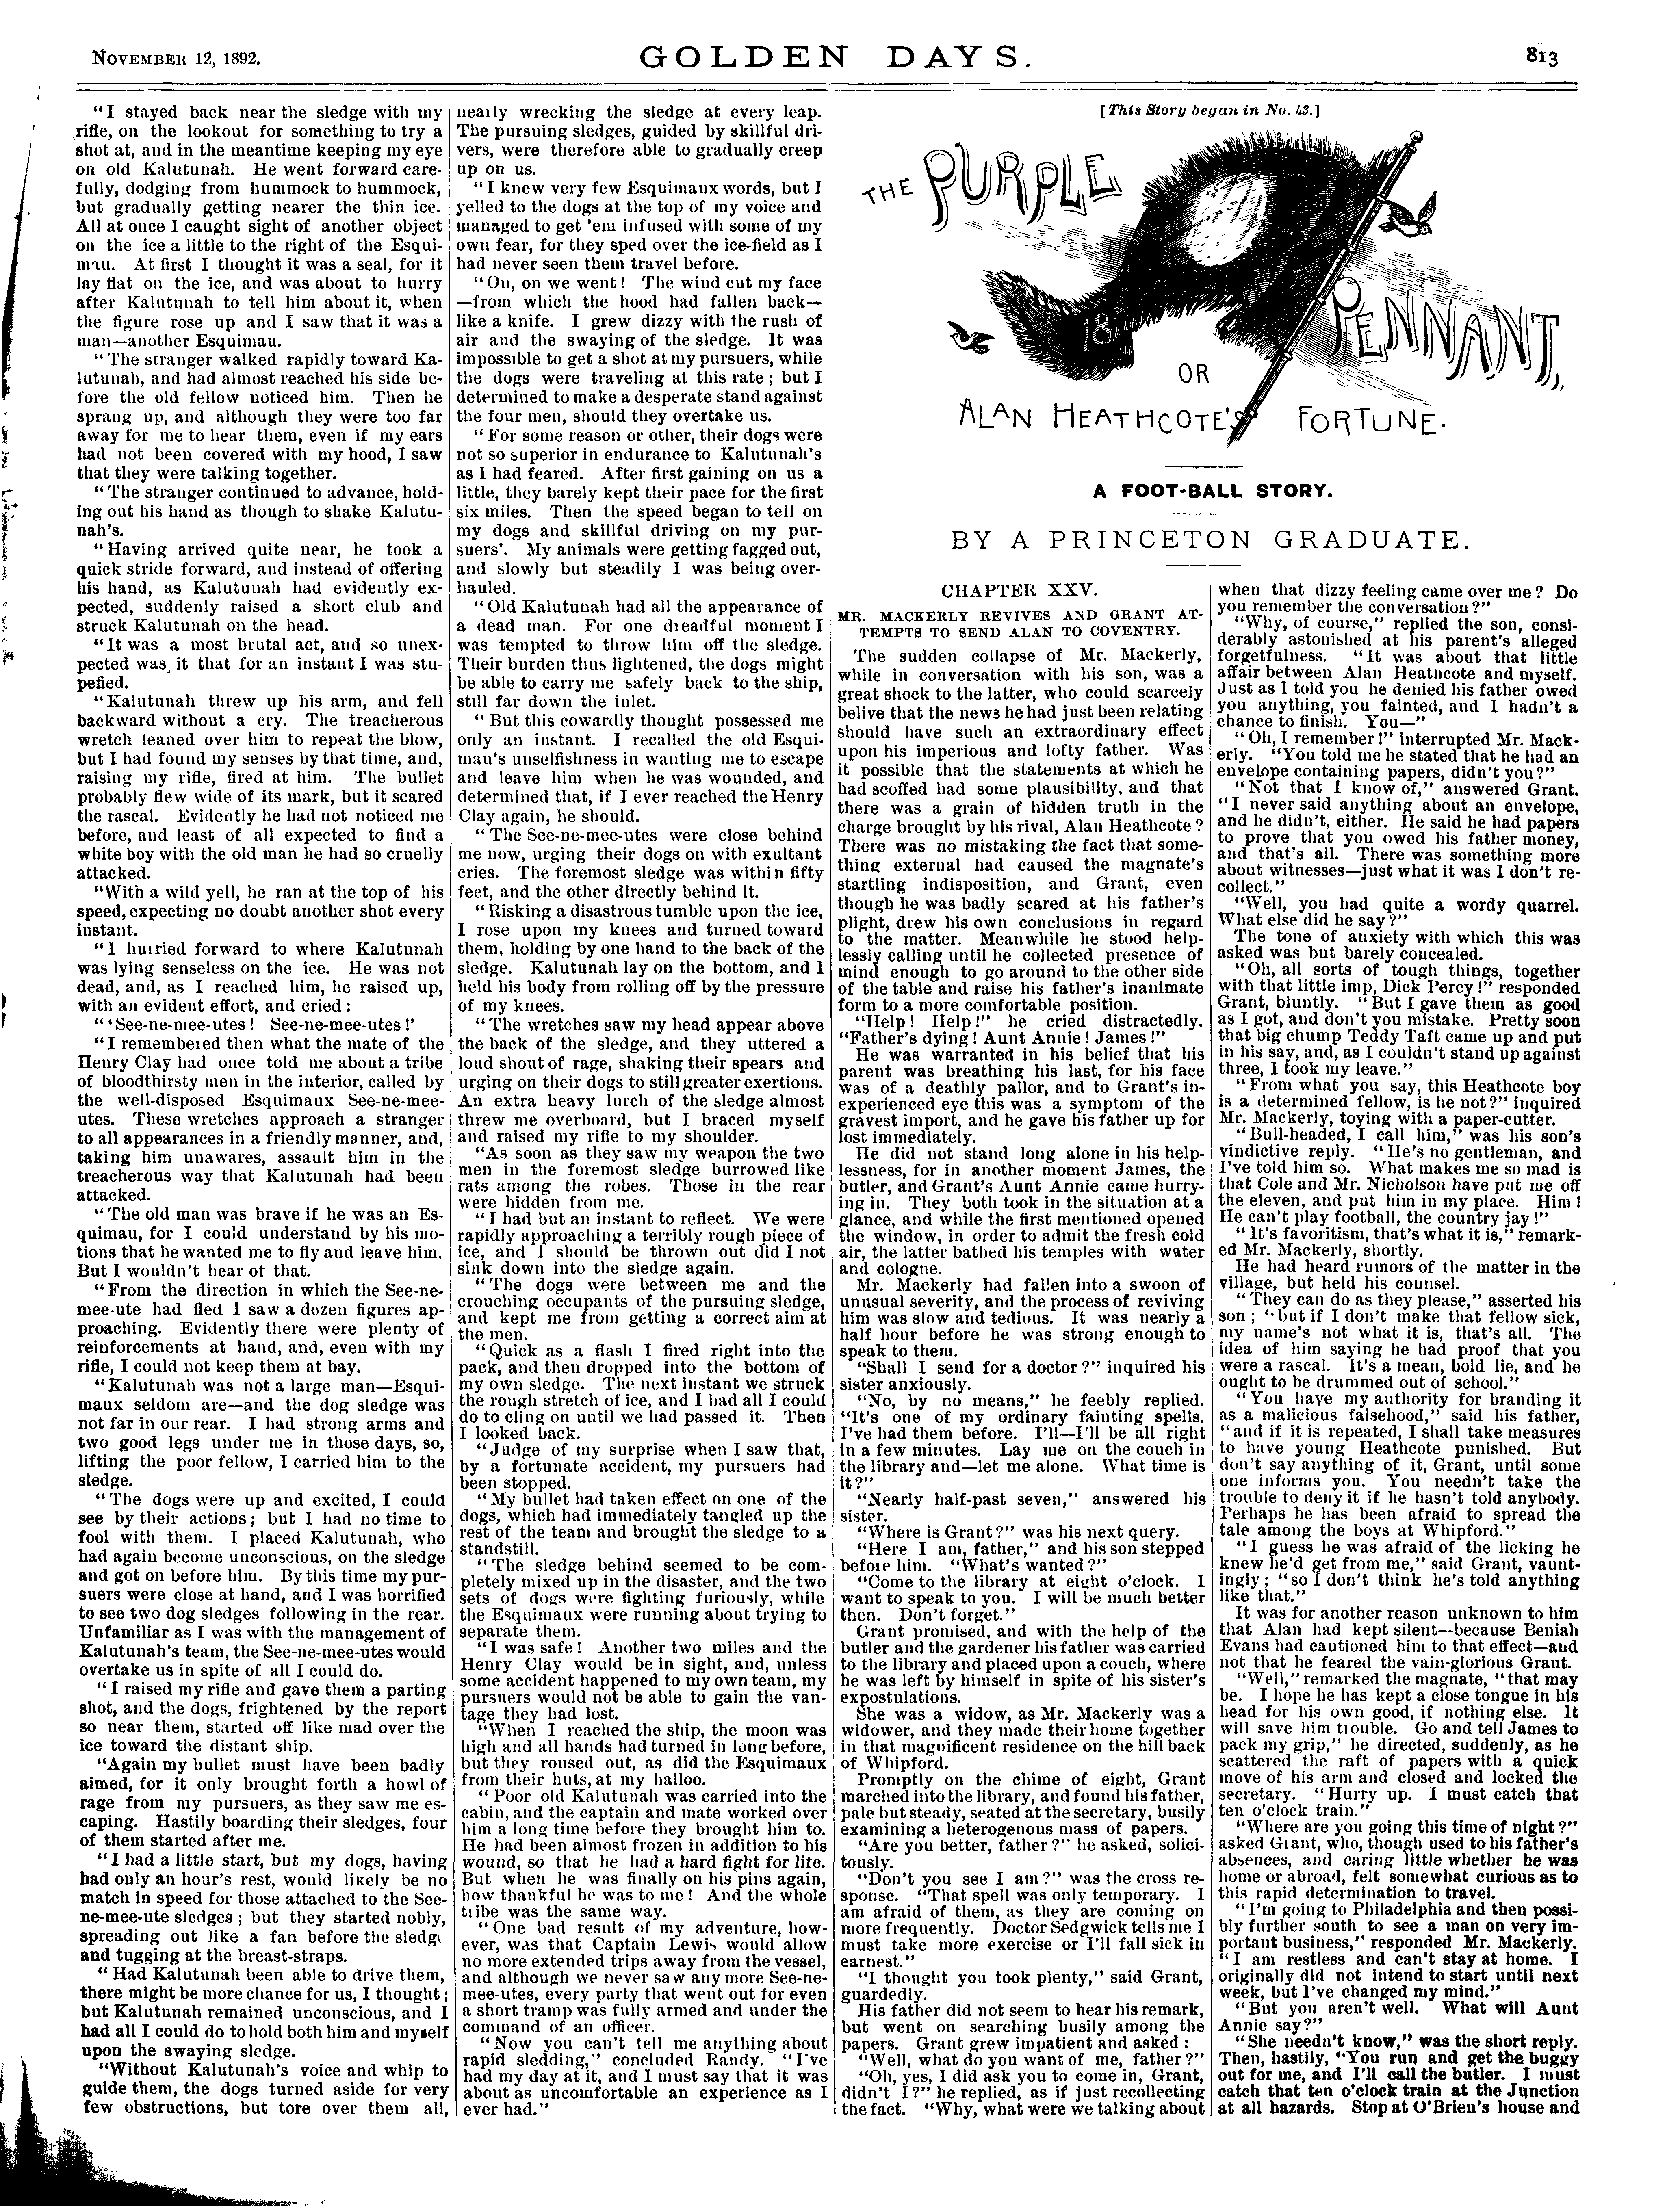 NOVEMBER 12, 1892.
GOLDEN DAYS.
813
"I stayed back near the sledge with my
rifle, on the lookout for something to try a
shot at, and in the meantime keeping my eye
on old Kalutunah. He went forward care-
fully, dodging from hummock to hummock,
but gradually getting nearer the thin ice.
All at once I caught sight of another object
on the ice a little to the right of the Esqui-
mau. At first I thought it was a seal, for it
lay flat on the ice, and was about to hurry
after Kalutunah to tell him about it, when
the figure rose up and I saw that it was a
man—another Esquimau.
"The stranger walked rapidly toward Ka-
lutunah, and had almost reached his side be-
fore the old fellow noticed him. Then he
sprang up, and although they were too far
away for me to hear them, even if my ears
had not been covered with my hood, I saw
that they were talking together.
"The stranger continued to advance, hold-
ing out his hand as though to shake Kalutu-
nah's.
"Having arrived quite near, he took a
quick stride forward, and instead of offering
his hand, as Kalutunah had evidently ex-
pected, suddenly raised a short club and
struck Kalutunah on the head.
"It was a most brutal act, and so unex-
pected was it that for an instant I was stu-
pefied.
"Kalutunah threw up his arm, and fell
backward without a cry. The treacherous
wretch leaned over him to repeat the blow,
but I had found my senses by that time, and,
raising my rifle, fired at him. The bullet
probably flew wide of its mark, but it scared
the rascal. Evidently he had not noticed me
before, and least of all expected to find a
white boy with the old man he had so cruelly
attacked.
"With a wild yell, he ran at the top of his
speed, expecting no doubt another shot every
instant.
"I hurried forward to where Kalutunah
was lying senseless on the ice. He was not
dead, and, as I reached him, he raised up,
with an evident effort, and cried:
"'See-ne-mee-utes! See-ne-mee-utes!'
"I remembered then what the mate of the
Henry Clay had once told me about a tribe
of bloodthirsty men in the interior, called by
the well-disposed Esquimaux See-ne-mee-
utes. These wretches approach a stranger
to all appearances in a friendly manner, and,
taking him unawares, assault him in the
treacherous way that Kalutunah had been
attacked.
"The old man was brave if he was an Es-
quimau, for I could understand by his mo-
tions that he wanted me to fly and leave him.
But I wouldn't hear of that.
"From the direction in which the See-ne-
mee-ute had fled I saw a dozen figures ap-
proaching. Evidently there were plenty of
reinforcements at hand, and, even with my
rifle, I could not keep them at bay.
"Kalutunah was not a large man—Esqui-
maux seldom are—and the dog sledge was
not far in our rear. I had strong arms and
two good legs under me in those days, so,
lifting the poor fellow, I carried him to the
sledge.
"The dogs were up and excited, I could
see by their actions; but I had no time to
fool with them. I placed Kalutunah, who
had again become unconscious, on the sledge
and got on before him. By this time my pur-
suers were close at hand, and I was horrified
to see two dog sledges following in the rear.
Unfamiliar as I was with the management of
Kalutunah's team, the See-ne-mee-utes would
overtake us in spite of all I could do.
"I raised my rifle and gave them a parting
shot, and the dogs, frightened by the report
so near them, started off like mad over the
ice toward the distant ship.
"Again my bullet must have been badly
aimed, for it only brought forth a howl of
rage from my pursuers, as they saw me es-
caping. Hastily boarding their sledges, four
of them started after me.
"I had a little start, but my dogs, having
had only an hour's rest, would likely be no
match in speed for those attached to the See-
ne-mee-ute sledges; but they started nobly,
spreading out like a fan before the sledge
and tugging at the breast-straps.
"Had Kalutunah been able to drive them,
there might be more chance for us, I thought;
but Kalutunah remained unconscious, and I
had all I could do to hold both him and myself
upon the swaying sledge.
"Without Kalutunah's voice and whip to
guide them, the dogs turned aside for very
few obstructions, but tore over them all,
nearly wrecking the sledge at every leap.
The pursuing sledges, guided by skillful dri-
vers, were therefore able to gradually creep
up on us.
"I knew very few Esquimaux words, but I
yelled to the dogs at the top of my voice and
managed to get 'em infused with some of my
own fear, for they sped over the ice-field as I
had never seen them travel before.
"On, on we went! The wind cut my face
—from which the hood had fallen back—
like a knife. I grew dizzy with the rush of
air and the swaying of the sledge. It was
impossible to get a shot at my pursuers, while
the dogs were traveling at this rate; but I
determined to make a desperate stand against
the four men, should they overtake us.
"For some reason or other, their dogs were
not so superior in endurance to Kalutunah's
as I had feared. After first gaining on us a
little, they barely kept their pace for the first
six miles. Then the speed began to tell on
my dogs and skillful driving on my pur-
suers'. My animals were getting fagged out,
and slowly but steadily I was being over-
hauled.
"Old Kalutunah had all the appearance of
a dead man. For one dreadful moment I
was tempted to throw him off the sledge.
Their burden thus lightened, the dogs might
be able to carry me safely back to the ship,
still far down the inlet.
"But this cowardly thought possessed me
only an instant. I recalled the old Esqui-
mau's unselfishness in wanting me to escape
and leave him when he was wounded, and
determined that, if I ever reached the Henry
Clay again, he should.
"The See-ne-mee-utes were close behind
me now, urging their dogs on with exultant
cries. The foremost sledge was within fifty
feet, and the other directly behind it.
"Risking a disastrous tumble upon the ice,
I rose upon my knees and turned toward
them, holding by one hand to the back of the
sledge. Kalutunah lay on the bottom, and I
held his body from rolling off by the pressure
of my knees.
"The wretches saw my head appear above
the back of the sledge, and they uttered a
loud shout of rage, shaking their spears and
urging on their dogs to still greater exertions.
An extra heavy lurch of the sledge almost
threw me overboard, but I braced myself
and raised my rifle to my shoulder.
"As soon as they saw my weapon the two
men in the foremost sledge burrowed like
rats among the robes. Those in the rear
were hidden from me.
"I had but an instant to reflect. We were
rapidly approaching a terribly rough piece of
ice, and I should be thrown out did I not
sink down into the sledge again.
"The dogs were between me and the
crouching occupants of the pursuing sledge,
and kept me from getting a correct aim at
the men.
"Quick as a flash I fired right into the
pack, and then dropped into the bottom of
my own sledge. The next instant we struck
the rough stretch of ice, and I had all I could
do to cling on until we had passed it. Then
I looked back.
"Judge of my surprise when I saw that,
by a fortunate accident, my pursuers had
been stopped.
"My bullet had taken effect on one of the
dogs, which had immediately tangled up the
rest of the team and brought the sledge to a
standstill.
"The sledge behind seemed to be com-
pletely mixed up in the disaster, and the two
sets of dogs were fighting furiously, while
the Esquimaux were running about trying to
separate them.
"I was safe! Another two miles and the
Henry Clay would be in sight, and, unless
some accident happened to my own team, my
pursuers would not be able to gain the van-
tage they had lost.
"When I reached the ship, the moon was
high and all hands had turned in long before,
but they roused out, as did the Esquimaux
from their huts, at my halloo.
"Poor old Kalutunah was carried into the
cabin, and the captain and mate worked over
him a long time before they brought him to.
He had been almost frozen in addition to his
wound, so that he had a hard fight for life.
But when he was finally on his pins again,
how thankful he was to me! And the whole
tribe was the same way.
"One bad result of my adventure, how-
ever, was that Captain Lewis would allow
no more extended trips away from the vessel,
and although we never saw any more See-ne-
mee-utes, every party that went out for even
a short tramp was fully armed and under the
command of an officer.
"Now you can't tell me anything about
rapid sledding," concluded Randy. "I've
had my day at it, and I must say that it was
about as uncomfortable an experience as I
ever had."
[This Story began in No. 43.]
THE PURPLE
18
PENNANT,
OR
ALAN HEATHCOTE'S FORTUNE.
A FOOT-BALL STORY.
BY A PRINCETON GRADUATE.
CHAPTER XXV.
MR. MACKERLY REVIVES AND GRANT AT-
TEMPTS TO SEND ALAN TO COVENTRY.
The sudden collapse of Mr. Mackerly,
while in conversation with his son, was a
great shock to the latter, who could scarcely
belive that the news he had just been relating
should have such an extraordinary effect
upon his imperious and lofty father. Was
it possible that the statements at which he
had scoffed had some plausibility, and that
there was a grain of hidden truth in the
charge brought by his rival, Alan Heathcote?
There was no mistaking the fact that some-
thing external had caused the magnate's
startling indisposition, and Grant, even
though he was badly scared at his father's
plight, drew his own conclusions in regard
to the matter. Meanwhile he stood help-
lessly calling until he collected presence of
mind enough to go around to the other side
of the table and raise his father's inanimate
form to a more comfortable position.
"Help! Help!" he cried distractedly.
"Father's dying! Aunt Annie! James!"
He was warranted in his belief that his
parent was breathing his last, for his face
was of a deathly pallor, and to Grant's in-
experienced eye this was a symptom of the
gravest import, and he gave his father up for
lost immediately.
He did not stand long alone in his help-
lessness, for in another moment James, the
butler, and Grant's Aunt Annie came hurry-
ing in. They both took in the situation at a
glance, and while the first mentioned opened
the window, in order to admit the fresh cold
air, the latter bathed his temples with water
and cologne.
Mr. Mackerly had fallen into a swoon of
unusual severity, and the process of reviving
him was slow and tedious. It was nearly a
half hour before he was strong enough to
speak to them.
"Shall I send for a doctor?" inquired his
sister anxiously.
"No, by no means," he feebly replied.
"It's one of my ordinary fainting spells.
I've had them before. I'll—I'll be all right
in a few minutes. Lay me on the couch in
the library and—let me alone. What time is
it?"
"Nearly half-past seven," answered his
sister.
"Where is Grant?" was his next query.
"Here I am, father," and his son stepped
before him. "What's wanted?"
"Come to the library at eight o'clock. I
want to speak to you. I will be much better
then. Don't forget."
Grant promised, and with the help of the
butler and the gardener his father was carried
to the library and placed upon a couch, where
he was left by himself in spite of his sister's
expostulations.
She was a widow, as Mr. Mackerly was a
widower, and they made their home together
in that magnificent residence on the hill back
of Whipford.
Promptly on the chime of eight, Grant
marched into the library, and found his father,
pale but steady, seated at the secretary, busily
examining a heterogenous mass of papers.
"Are you better, father?" he asked, solici-
tously.
"Don't you see I am?" was the cross re-
sponse. "That spell was only temporary. I
am afraid of them, as they are coming on
more frequently. Doctor Sedgwick tells me I
must take more exercise or I'll fall sick in
earnest."
"I thought you took plenty," said Grant,
guardedly.
His father did not seem to hear his remark,
but went on searching busily among the
papers. Grant grew impatient and asked:
"Well, what do you want of me, father?"
"Oh, yes, I did ask you to come in, Grant,
didn't I?" he replied, as if just recollecting
the fact. "Why, what were we talking about
when that dizzy feeling came over me? Do
you remember the conversation?"
"Why, of course," replied the son, consi-
derably astonished at his parent's alleged
forgetfulness. "It was about that little
affair between Alan Heathcote and myself.
Just as I told you he denied his father owed
you anything, you fainted, and I hadn't a
chance to finish. You—"
"Oh, I remember!" interrupted Mr. Mack-
erly. "You told me he stated that he had an
envelope containing papers, didn't you?"
"Not that I know of," answered Grant.
"I never said anything about an envelope,
and he didn't, either. He said he had papers
to prove that you owed his father money,
and that's all. There was something more
about witnesses—just what it was I don't re-
collect."
"Well, you had quite a wordy quarrel.
What else did he say?"
The tone of anxiety with which this was
asked was but barely concealed.
"Oh, all sorts of tough things, together
with that little imp, Dick Percy!" responded
Grant, bluntly. "But I gave them as good
as I got, and don't you mistake. Pretty soon
that big chump Teddy Taft came up and put
in his say, and, as I couldn't stand up against
three, I took my leave."
"From what you say, this Heathcote boy
is a determined fellow, is he not?" inquired
Mr. Mackerly, toying with a paper-cutter.
"Bull-headed, I call him," was his son's
vindictive reply. "He's no gentleman, and
I've told him so. What makes me so mad is
that Cole and Mr. Nicholson have put me off
the eleven, and put him in my place. Him!
He can't play football, the country jay!"
"It's favoritism, that's what it is," remark-
ed Mr. Mackerly, shortly.
He had heard rumors of the matter in the
village, but held his counsel.
"They can do as they please," asserted his
son; "but if I don't make that fellow sick,
my name's not what it is, that's all. The
idea of him saying he had proof that you
were a rascal. It's a mean, bold lie, and he
ought to be drummed out of school."
"You have my authority for branding it
as a malicious falsehood," said his father,
"and if it is repeated, I shall take measures
to have young Heathcote punished. But
don't say anything of it, Grant, until some
one informs you. You needn't take the
trouble to deny it if he hasn't told anybody.
Perhaps he has been afraid to spread the
tale among the boys at Whipford."
"I guess he was afraid of the licking he
knew he'd get from me," said Grant, vaunt-
ingly; "so I don't think he's told anything
like that."
It was for another reason unknown to him
that Alan had kept silent—because Beniah
Evans had cautioned him to that effect—and
not that he feared the vain-glorious Grant.
"Well," remarked the magnate, "that may
be. I hope he has kept a close tongue in his
head for his own good, if nothing else. It
will save him trouble. Go and tell James to
pack my grip," he directed, suddenly, as he
scattered the raft of papers with a quick
move of his arm and closed and locked the
secretary. "Hurry up. I must catch that
ten o'clock train."
"Where are you going this time of night?"
asked Grant, who, though used to his father's
absences, and caring little whether he was
home or abroad, felt somewhat curious as to
this rapid determination to travel.
"I'm going to Philadelphia and then possi-
bly further south to see a man on very im-
portant business," responded Mr. Mackerly.
"I am restless and can't stay at home. I
originally did not intend to start until next
week, but I've changed my mind."
"But you aren't well. What will Aunt
Annie say?"
"She needn't know," was the short reply.
Then, hastily, "You run and get the buggy
out for me, and I'll call the butler. I must
catch that ten o'clock train at the Junction
at all hazards. Stop at O'Brien's house and